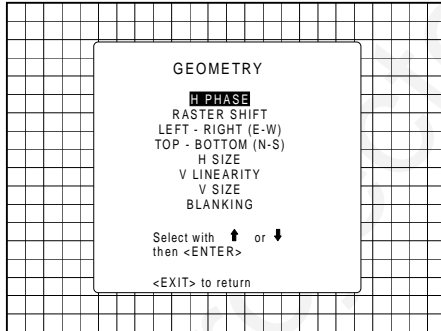 GEOMETRY
H PHASE
RASTER SHIFT
LEFT - RIGHT (E-W)
TOP - BOTTOM (N-S)
H SIZE
V LINEARITY
V SIZE
BLANKING
Select with ⬆ or ⬇
then <ENTER>
<EXIT> to return